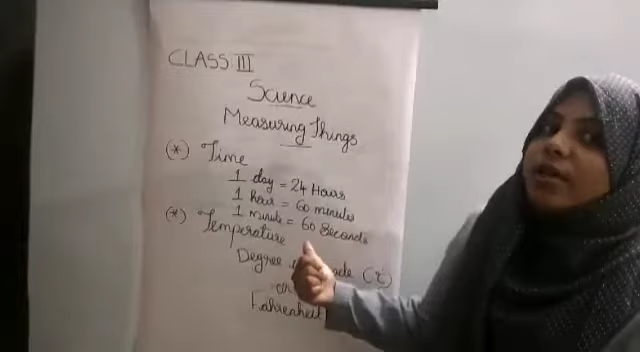 CLASS III
Science
Measuring Things
(*) Time
1 day = 24 Hours
1 hour = 60 minutes
1 minute = 60 Seconds
(*) Temperature
Degree (°c)
or
Fahrenheit